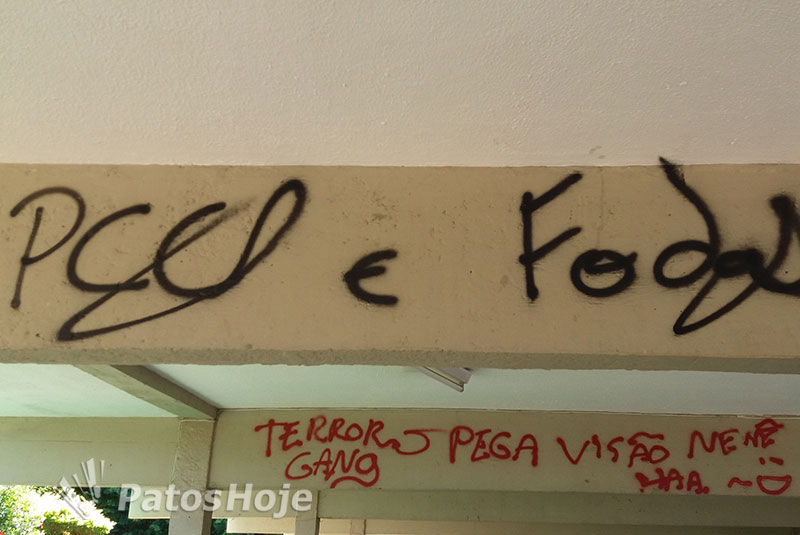 PCC e Foda
TERROR PEGA VISÃO NENÊ
GANG HAA. ~:D
PatosHoje